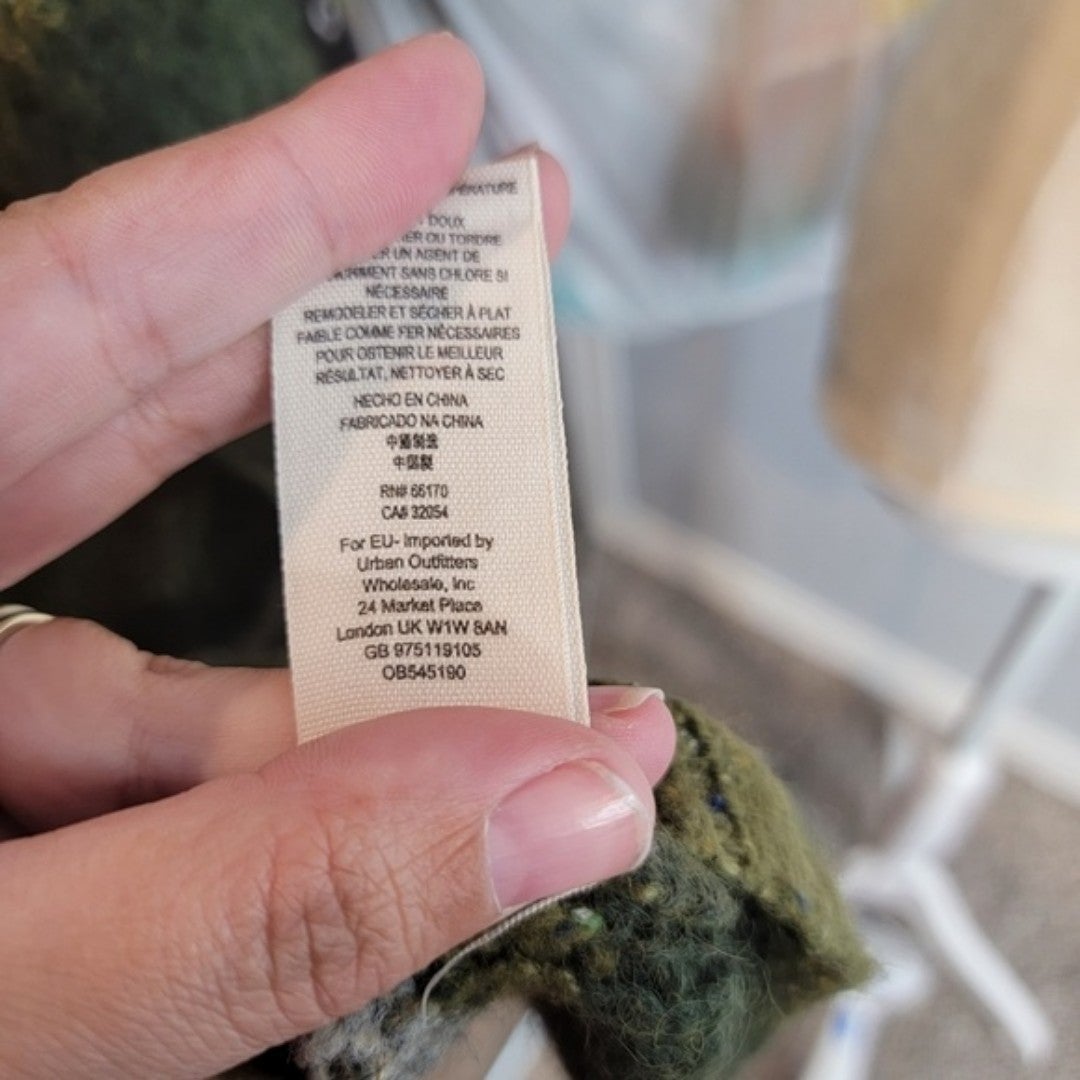 DOUX
OU TORDRE
UN AGENT DE
SANS CHLORE SI
NÉCESSAIRE
REMODELER ET SÉCHER À PLAT
FAIBLE COMME FER NÉCESSAIRES
POUR OBTENIR LE MEILLEUR
RÉSULTAT, NETTOYER À SEC
HECHO EN CHINA
FABRICADO NA CHINA
中國制造
中国製
RN# 66170
CA# 32054
For EU- Imported by
Urban Outfitters
Wholesale, Inc
24 Market Place
London UK W1W 8AN
GB 975119105
OB545190